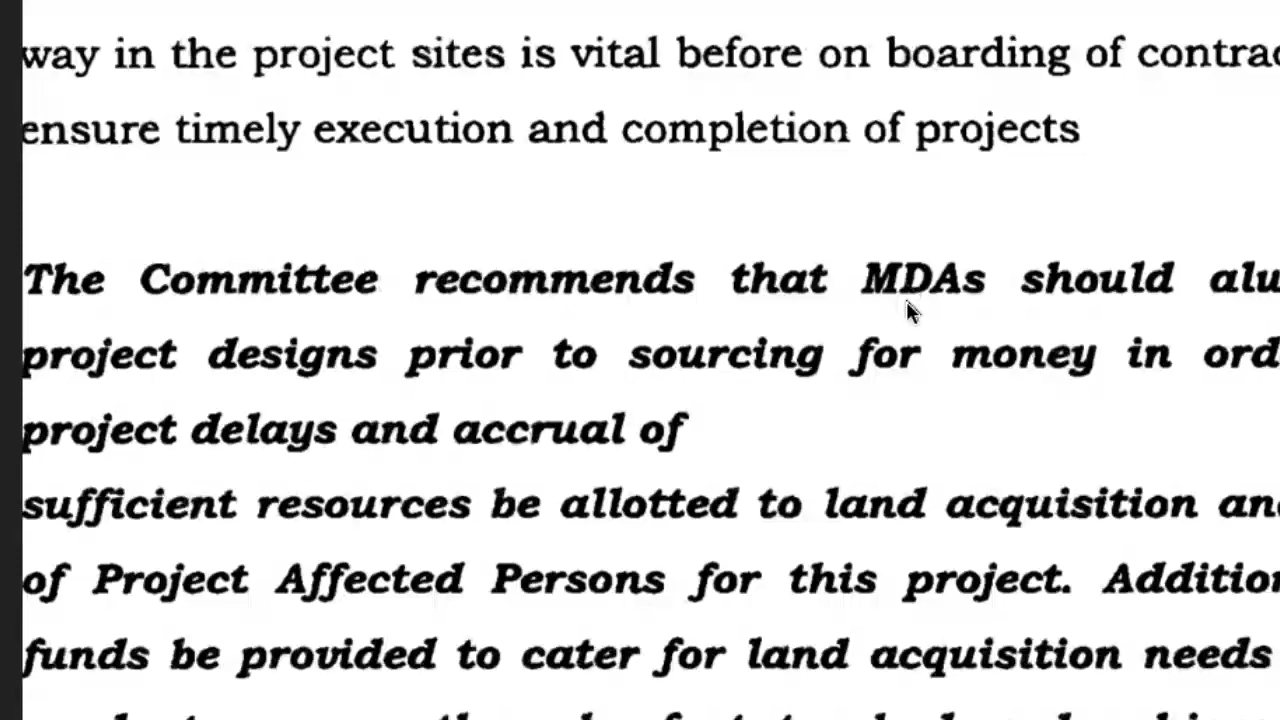 way in the project sites is vital before on boarding of contrac
ensure timely execution and completion of projects
The Committee recommends that MDAs should alu
project designs prior to sourcing for money in ord
project delays and accrual of
sufficient resources be allotted to land acquisition an
of Project Affected Persons for this project. Addition
funds be provided to cater for land acquisition needs